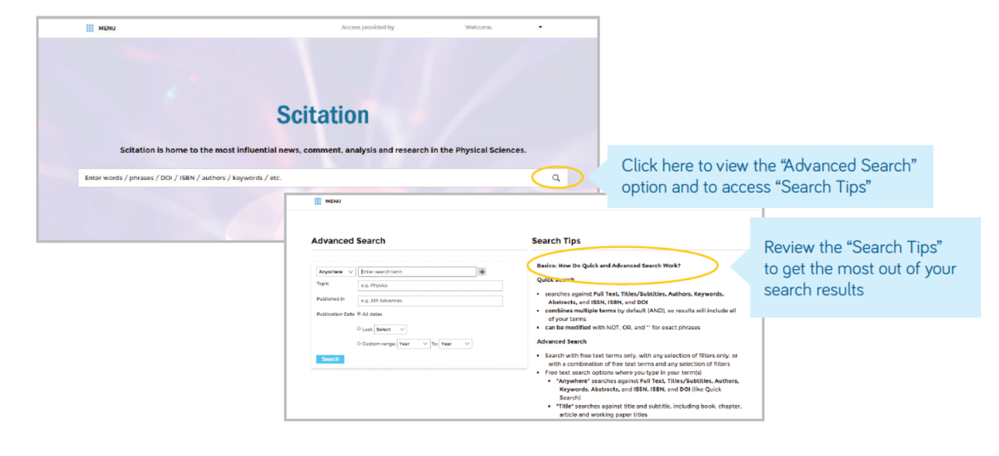 MENU
Access provided by
Welcome.
Scitation
Scitation is home to the most influential news, comment, analysis and research in the Physical Sciences.
Enter words / phrases / DOI / ISBN / authors / keywords / etc.
Click here to view the “Advanced Search”
option and to access “Search Tips”
MENU
Advanced Search
Anywhere
Enter search term
Topic
e.g. Physics
Published in
e.g. AIP Advances
Publication Date
All dates
Last: Select
Custom range: Year To: Year
Search
Search Tips
Basics: How Do Quick and Advanced Search Work?
Quick Search
• searches against Full Text, Titles/Subtitles, Authors, Keywords,
Abstracts, and ISSN, ISBN, and DOI
• combines multiple terms by default (AND), so results will include all
of your terms
• can be modified with NOT, OR, and "" for exact phrases
Advanced Search
• Search with free text terms only, with any selection of filters only, or
with a combination of free text terms and any selection of filters
• Free text search options where you type in your term(s)
• "Anywhere" searches against Full Text, Titles/Subtitles, Authors,
Keywords, Abstracts, and ISSN, ISBN, and DOI (like Quick
Search)
• "Title" searches against title and subtitle, including book, chapter,
article and working paper titles
Review the “Search Tips”
to get the most out of your
search results